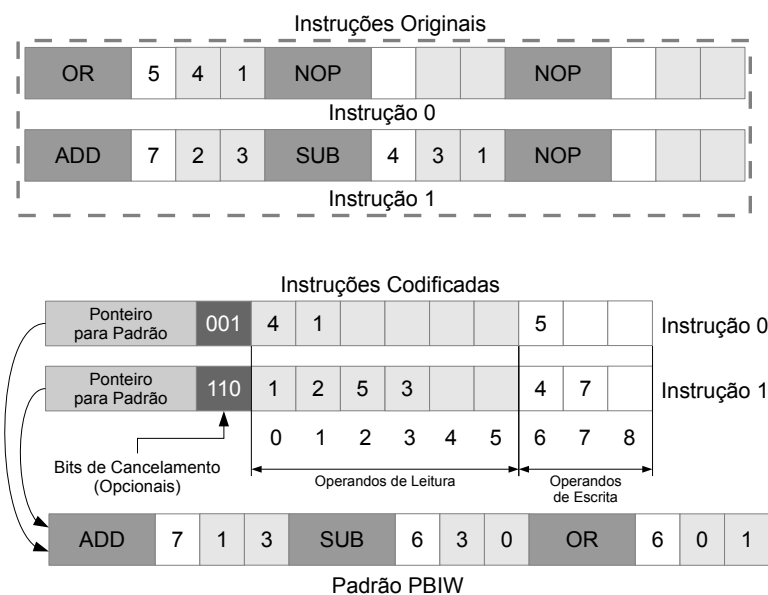 Instruções Originais
OR 5 4 1 NOP NOP
Instrução 0
ADD 7 2 3 SUB 4 3 1 NOP
Instrução 1
Instruções Codificadas
Ponteiro
para Padrão 001 4 1 5 Instrução 0
Ponteiro
para Padrão 110 1 2 5 3 4 7 Instrução 1
0 1 2 3 4 5 6 7 8
Bits de Cancelamento
(Opcionais)
Operandos de Leitura
Operandos
de Escrita
ADD 7 1 3 SUB 6 3 0 OR 6 0 1
Padrão PBIW